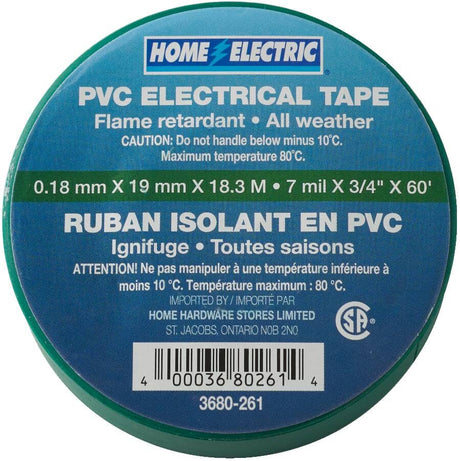 HOME ELECTRIC
PVC ELECTRICAL TAPE
Flame retardant • All weather
CAUTION: Do not handle below minus 10˚C.
Maximum temperature 80˚C.
0.18 mm X 19 mm X 18.3 M • 7 mil X 3/4" X 60'
RUBAN ISOLANT EN PVC
Ignifuge • Toutes saisons
ATTENTION! Ne pas manipuler à une température inférieure à
moins 10 °C. Température maximum : 80 °C.
IMPORTED BY / IMPORTÉ PAR
HOME HARDWARE STORES LIMITED
ST. JACOBS, ONTARIO N0B 2N0
SA
4 00036 80261 4
3680-261